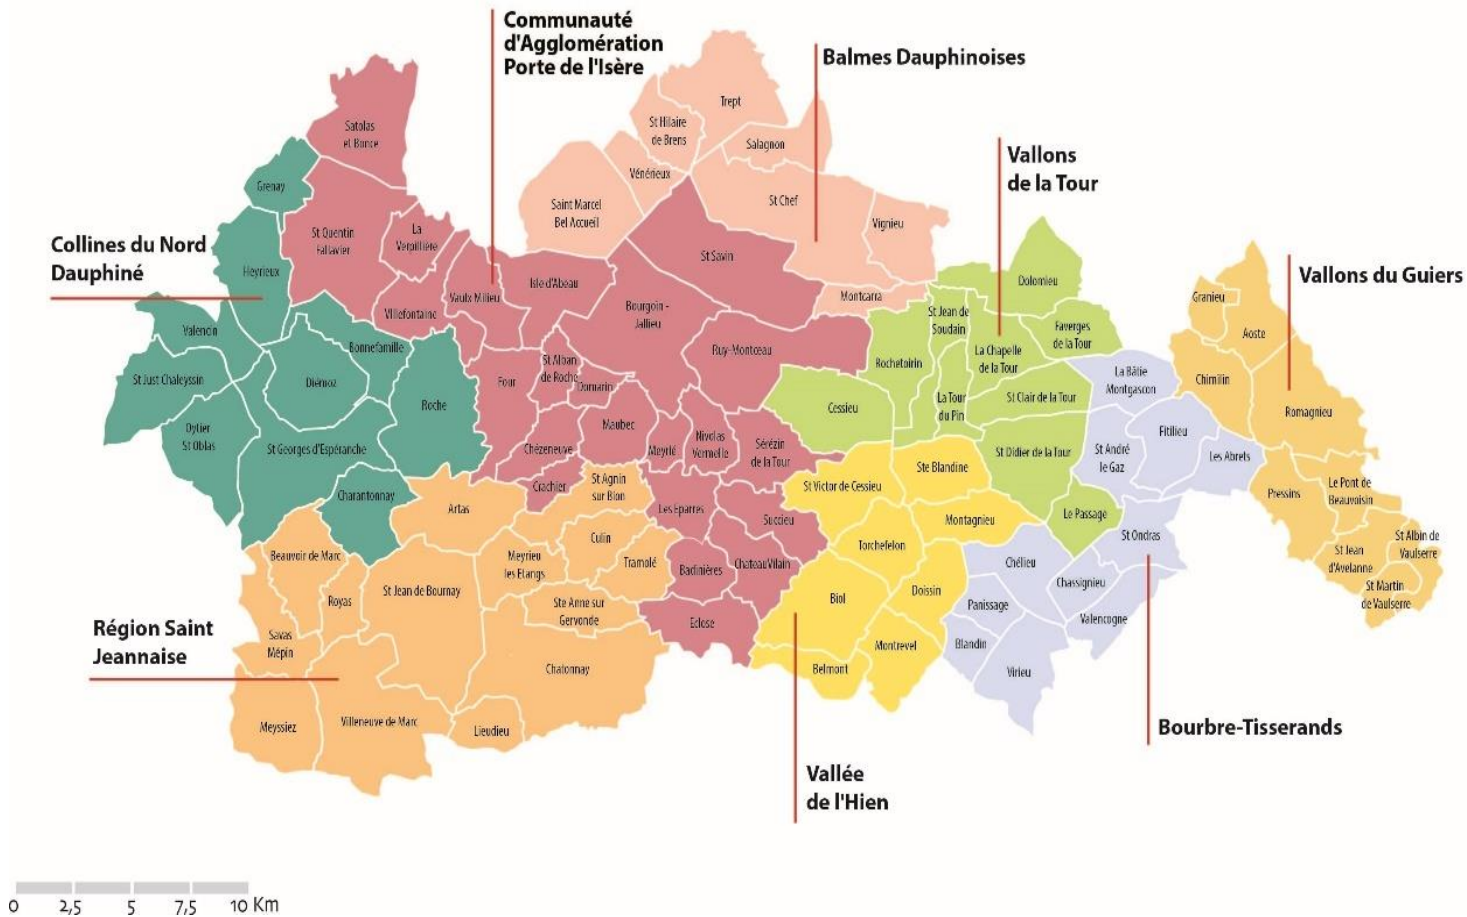 Communauté
d'Agglomération
Porte de l'Isère
Balmes Dauphinoises
Vallons
de la Tour
Collines du Nord
Dauphiné
Vallons du Guiers
Région Saint
Jeannaise
Bourbre-Tisserands
Vallée
de l'Hien
Satolas
et Bonce
Grenay
St Quentin
Fallavier
La
Verpillière
Heyrieux
Villefontaine
Vaulx Milieu
Isle d'Abeau
Valencin
Bonnefamille
St Just Chaleyssin
Diémoz
Roche
Oytier
St Oblas
St Georges d'Espéranche
Charantonnay
Trept
St Hilaire
de Brens
Salagnon
Vénérieux
Saint Marcel
Bel Accueil
St Chef
Vignieu
Montcarra
St Savin
Bourgoin -
Jallieu
Ruy-Montceau
Four
St Alban
de Roche
Domarin
Maubec
Chézeneuve
Meyrié
Nivolas
Vermelle
Sérézin
de la Tour
Crachier
Les Eparres
Succieu
Badinières
Chateau Vilain
Eclose
Dolomieu
St Jean de
Soudain
Faverges
de la Tour
Rochetoirin
La Chapelle
de la Tour
Cessieu
La Tour
du Pin
St Clair de la Tour
St Didier de la Tour
Le Passage
La Bâtie
Montgascon
Fitilieu
St André
le Gaz
Les Abrets
St Ondras
Chélieu
Chassignieu
Panissage
Valencogne
Blandin
Virieu
Granieu
Aoste
Chimilin
Romagnieu
Pressins
Le Pont de
Beauvoisin
St Albin de
Vaulserre
St Jean
d'Avelanne
St Martin
de Vaulserre
Ste Blandine
St Victor de Cessieu
Montagnieu
Torchefelon
Biol
Doissin
Montrevel
Belmont
Artas
St Agnin
sur Bion
Culin
Beauvoir de Marc
Meyrieu
les Etangs
Tramolé
Royas
St Jean de Bournay
Ste Anne sur
Gervonde
Savas
Mépin
Chatonnay
Meyssiez
Villeneuve de Marc
Lieudieu
0 2,5 5 7,5 10 Km